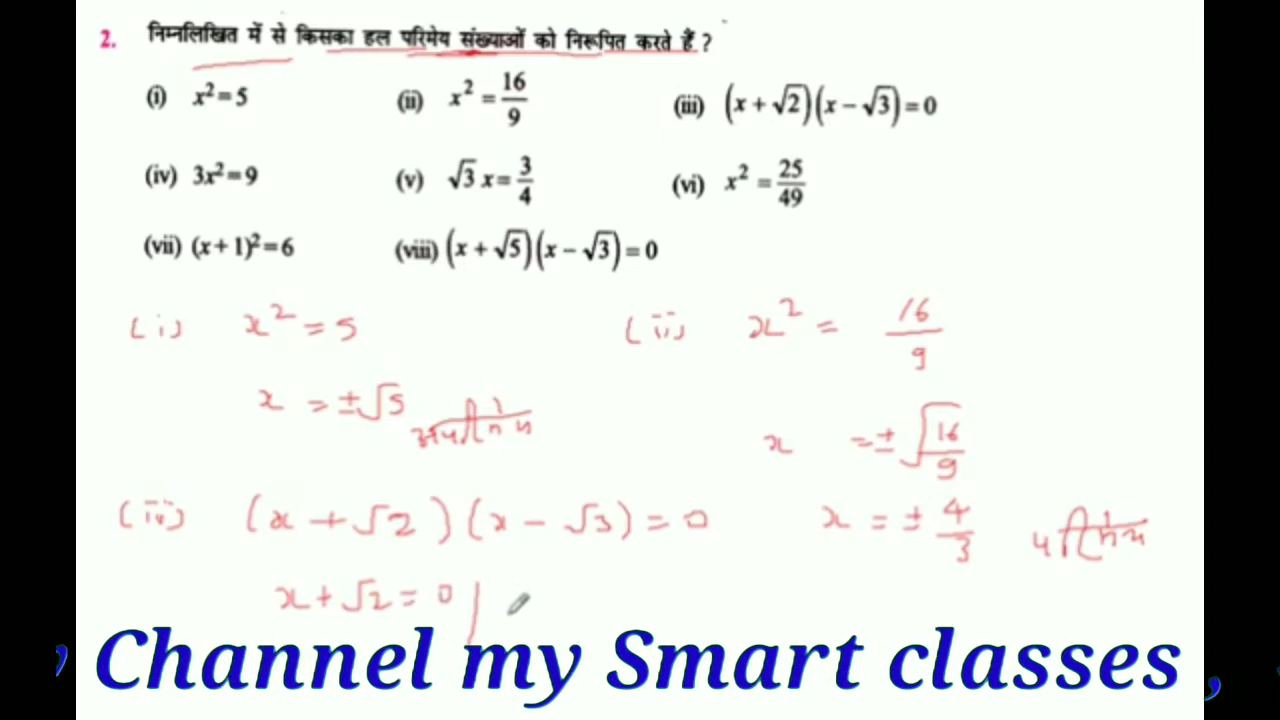 2. निम्नलिखित में से किसका हल परिमेय संख्याओं को निरूपित करते हैं ?
(i) x² = 5 (ii) x² = 16/9 (iii) (x + √2)(x − √3) = 0
(iv) 3x² = 9 (v) √3 x = 3/4 (vi) x² = 25/49
(vii) (x + 1)² = 6 (viii) (x + √5)(x − √3) = 0
(i) x² = 5 (ii) x² = 16/9
x = ±√5 अपरिमेय
x = ±√16/9
(iii) (x + √2)(x − √3) = 0 x = ± 4/3 परिमेय
x + √2 = 0 |
, Channel my Smart classes ,